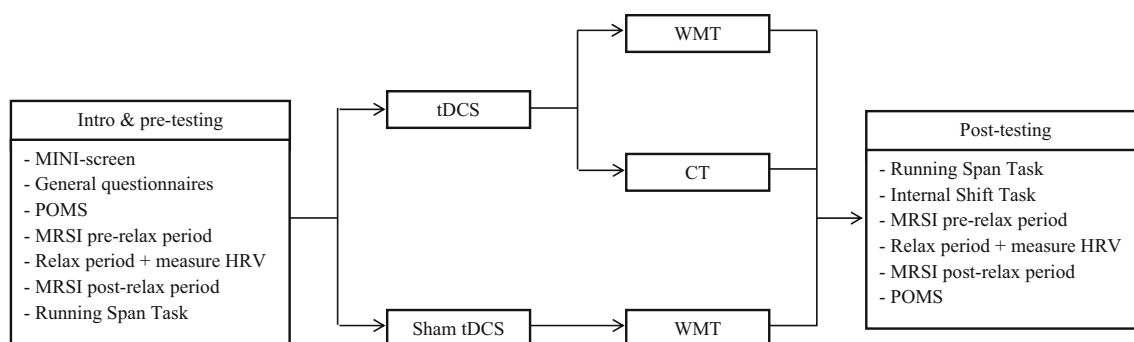 Intro & pre-testing
- MINI-screen
- General questionnaires
- POMS
- MRSI pre-relax period
- Relax period + measure HRV
- MRSI post-relax period
- Running Span Task
tDCS
Sham tDCS
WMT
CT
WMT
Post-testing
- Running Span Task
- Internal Shift Task
- MRSI pre-relax period
- Relax period + measure HRV
- MRSI post-relax period
- POMS